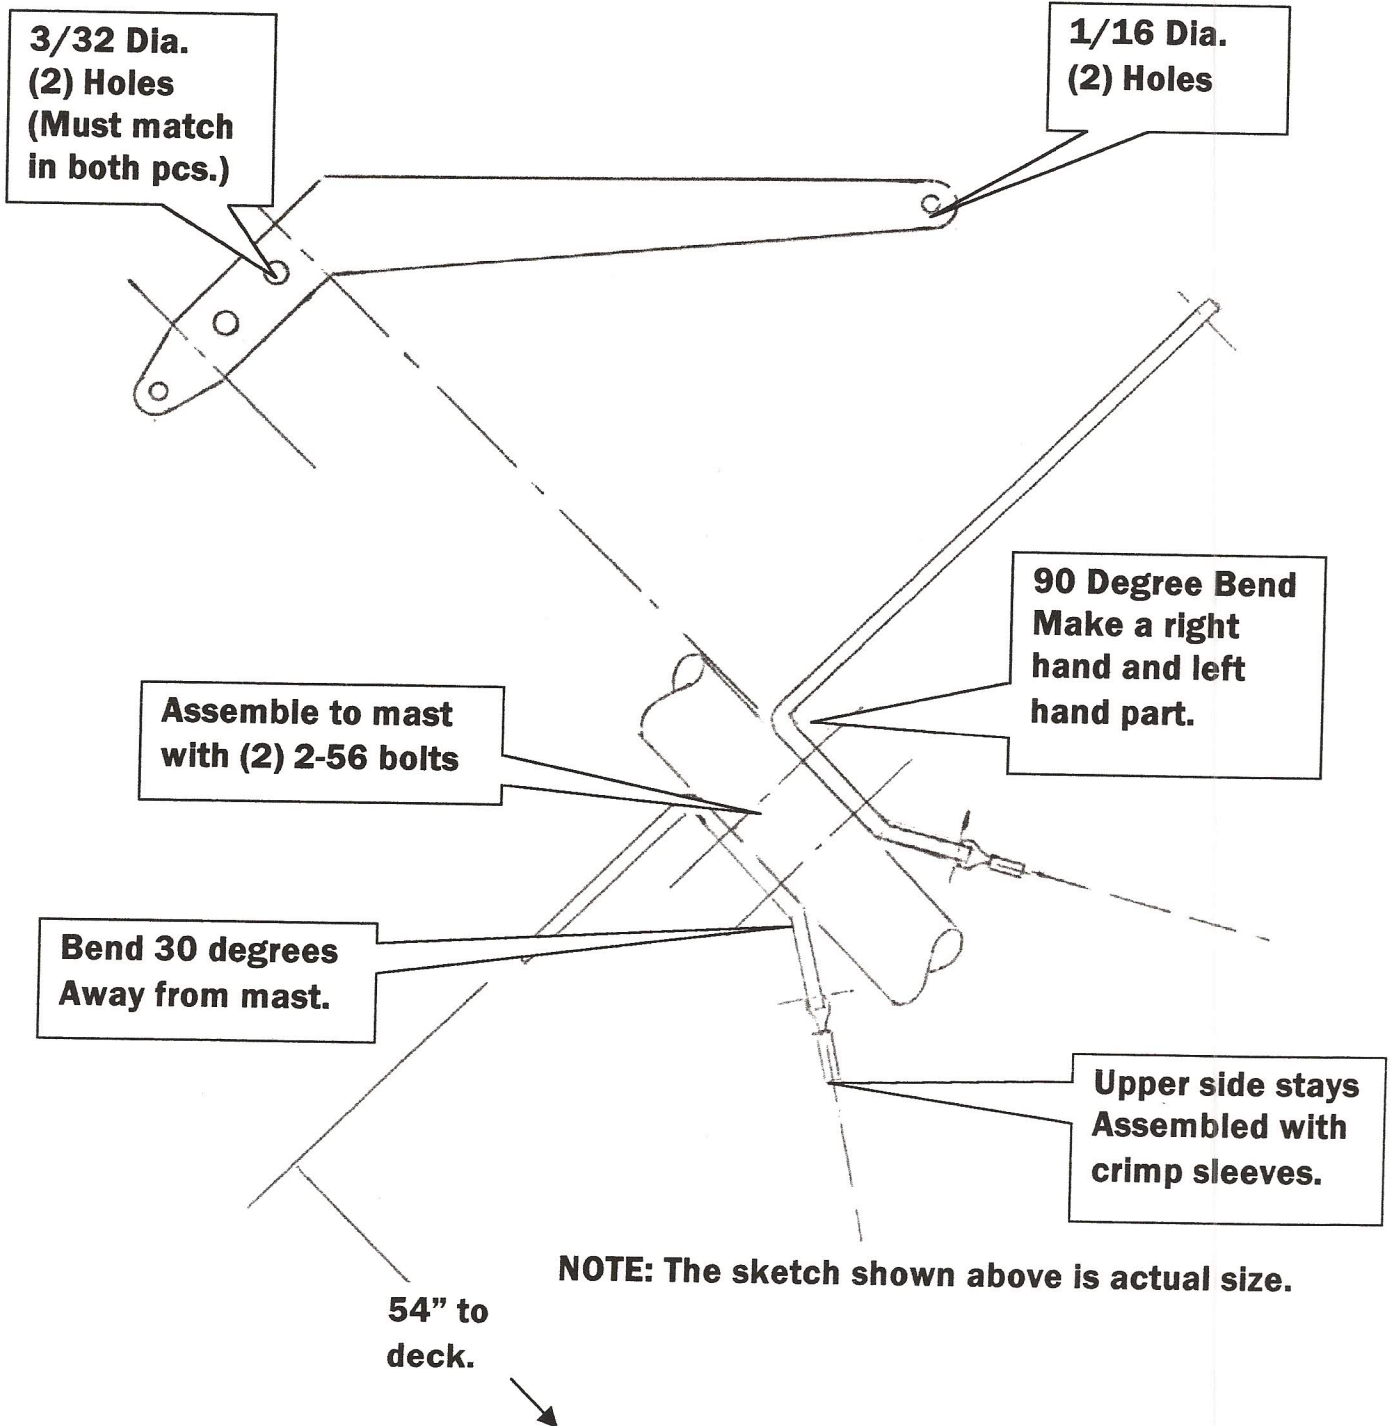 3/32 Dia.
(2) Holes
(Must match
in both pcs.)
1/16 Dia.
(2) Holes
90 Degree Bend
Make a right
hand and left
hand part.
Assemble to mast
with (2) 2-56 bolts
Bend 30 degrees
Away from mast.
Upper side stays
Assembled with
crimp sleeves.
NOTE: The sketch shown above is actual size.
54” to
deck.